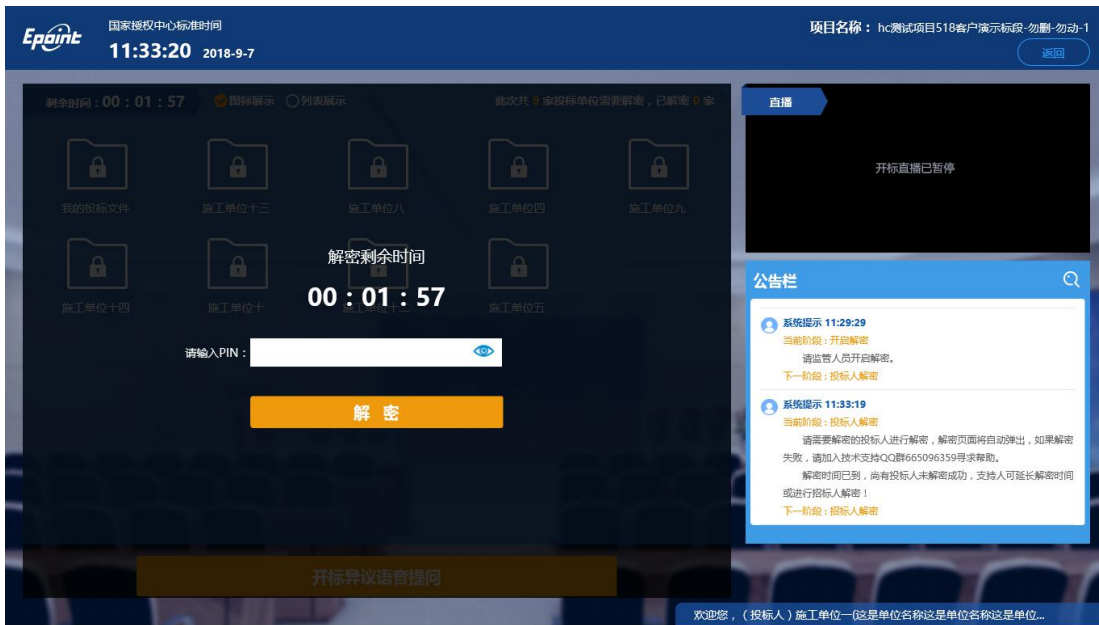 Epoint
国家授权中心标准时间
11:33:20 2018-9-7
项目名称： hc测试项目518客户演示标段-勿删-勿动-1
返回
剩余时间：00：01：57 图标展示 列表展示 此次共 9 家投标单位需要解密，已解密 0 家
我的投标文件 施工单位十三 施工单位八 施工单位四 施工单位九
施工单位十四 施工单位十 施工单位十二 施工单位五
解密剩余时间
00：01：57
请输入PIN：
解 密
开标异议语音提问
直播
开标直播已暂停
公告栏
系统提示 11:29:29
当前阶段：开启解密
请监管人员开启解密。
下一阶段：投标人解密
系统提示 11:33:19
当前阶段：投标人解密
请需要解密的投标人进行解密，解密页面将自动弹出，如果解密
失败，请加入技术支持QQ群665096359寻求帮助。
解密时间已到，尚有投标人未解密成功，支持人可延长解密时间
或进行招标人解密！
下一阶段：招标人解密
欢迎您，（投标人）施工单位一(这是单位名称这是单位名称这是单位...